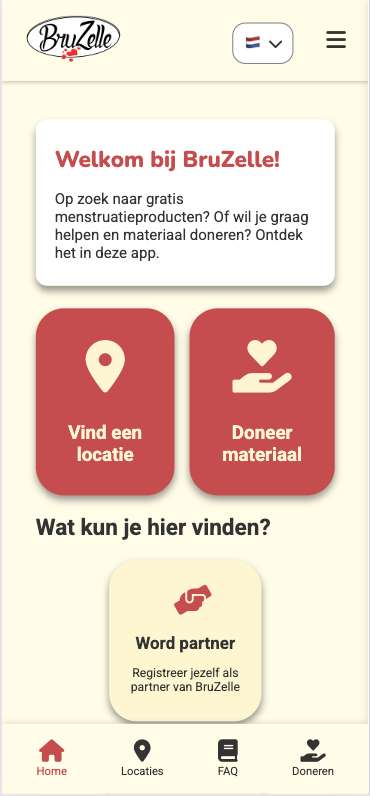 BruZelle
Welkom bij BruZelle!
Op zoek naar gratis
menstruatieproducten? Of wil je graag
helpen en materiaal doneren? Ontdek
het in deze app.
Vind een
locatie
Doneer
materiaal
Wat kun je hier vinden?
Word partner
Registreer jezelf als
partner van BruZelle
Home
Locaties
FAQ
Doneren